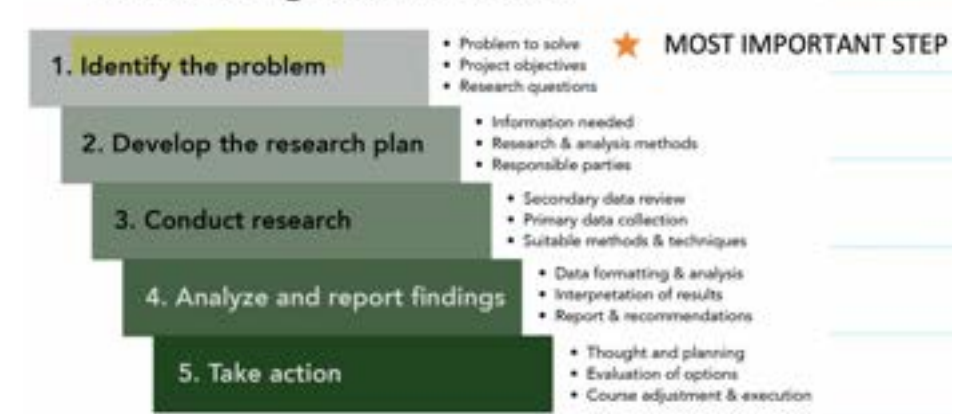 1. Identify the problem
• Problem to solve
• Project objectives
• Research questions
MOST IMPORTANT STEP
2. Develop the research plan
• Information needed
• Research & analysis methods
• Responsible parties
3. Conduct research
• Secondary data review
• Primary data collection
• Suitable methods & techniques
4. Analyze and report findings
• Data formatting & analysis
• Interpretation of results
• Report & recommendations
5. Take action
• Thought and planning
• Evaluation of options
• Course adjustment & execution